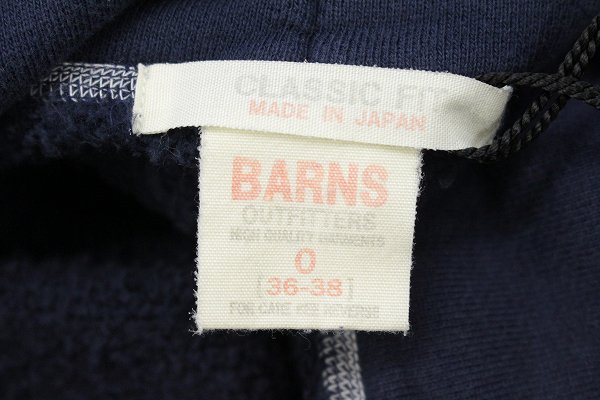 CLASSIC FIT
MADE IN JAPAN
BARNS
OUTFITTERS
HIGH QUALITY GARMENTS
0
[36-38]
FOR CARE SEE REVERSE